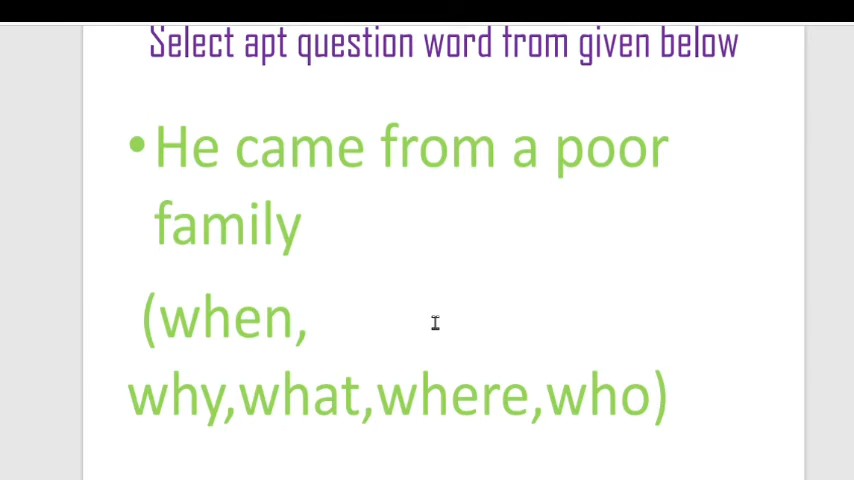 Select apt question word from given below
•He came from a poor
family
(when,
why,what,where,who)